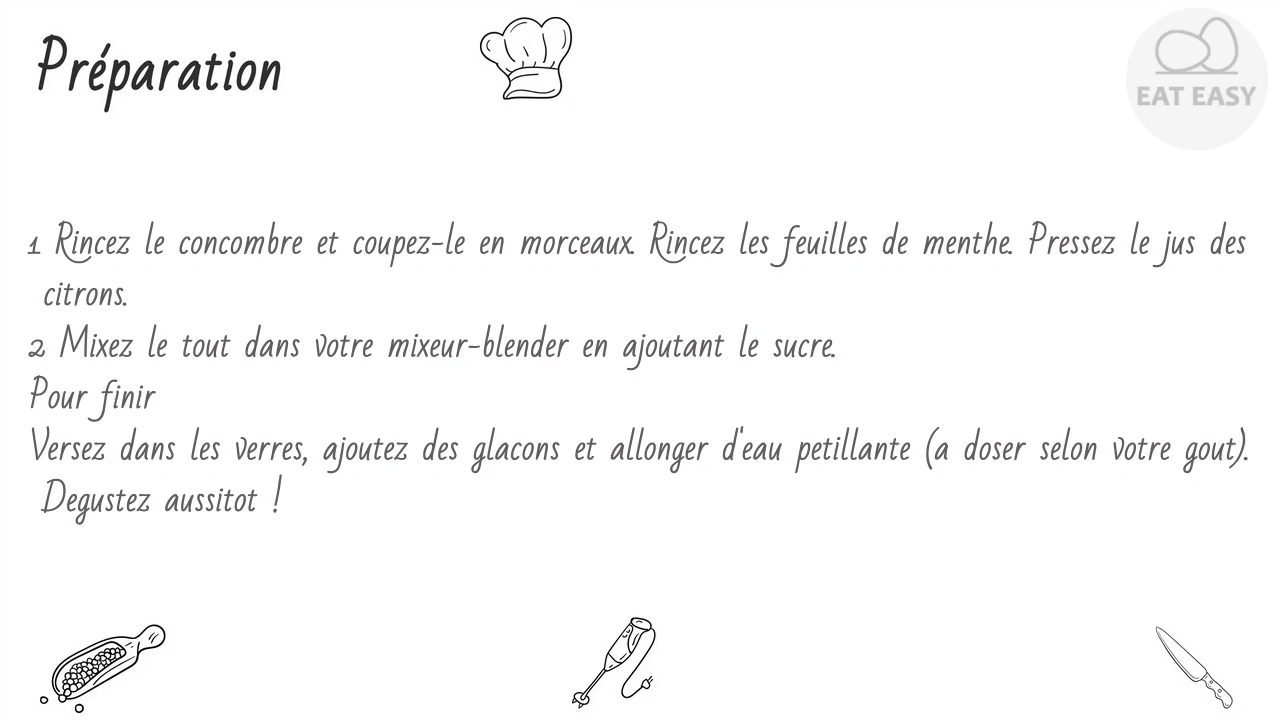 Préparation
EAT EASY
1 Rincez le concombre et coupez-le en morceaux. Rincez les feuilles de menthe. Pressez le jus des
citrons.
2 Mixez le tout dans votre mixeur-blender en ajoutant le sucre.
Pour finir
Versez dans les verres, ajoutez des glacons et allonger d'eau petillante (a doser selon votre gout).
Degustez aussitot !